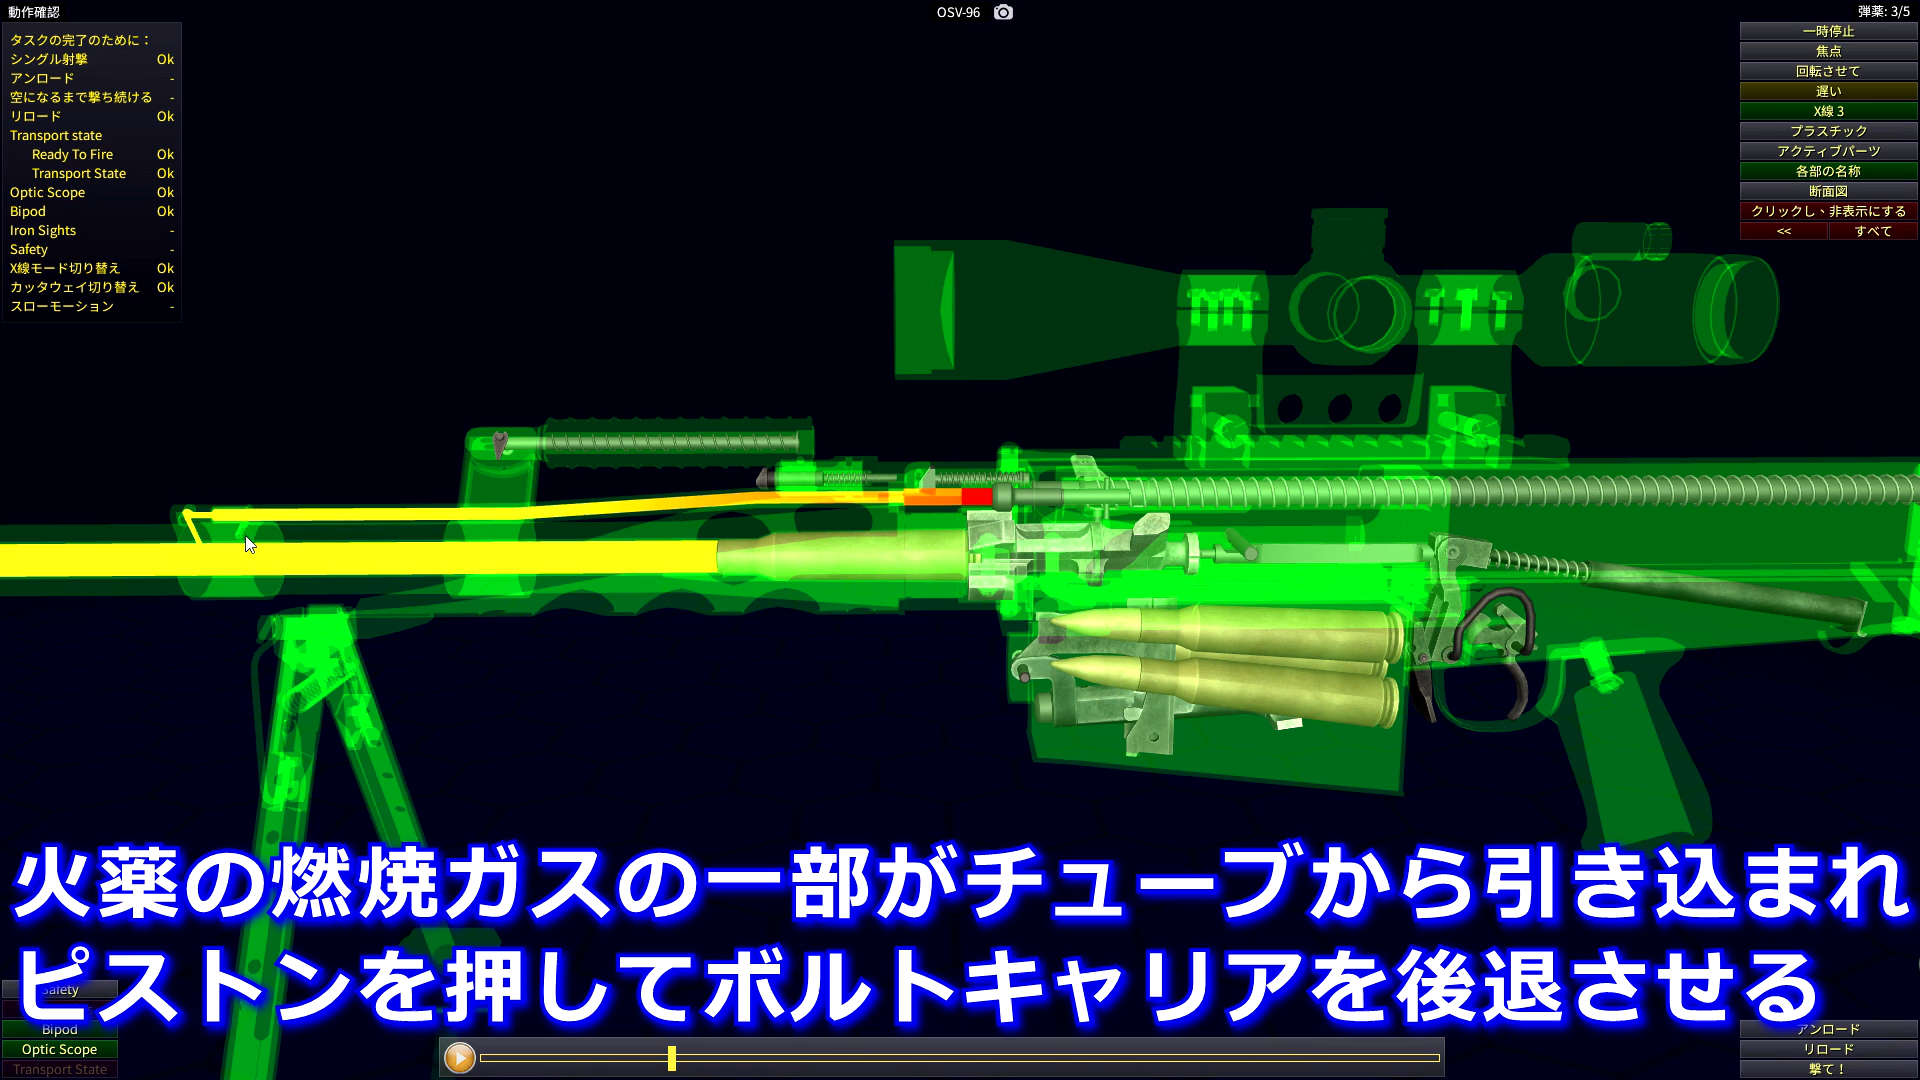 動作確認
OSV-96
弾薬: 3/5
タスクの完了のために：
シングル射撃 Ok
アンロード -
空になるまで撃ち続ける -
リロード Ok
Transport state
Ready To Fire Ok
Transport State Ok
Optic Scope Ok
Bipod Ok
Iron Sights -
Safety -
X線モード切り替え Ok
カッタウェイ切り替え Ok
スローモーション -
一時停止
焦点
回転させて
遅い
X線 3
プラスチック
アクティブパーツ
各部の名称
断面図
クリックし、非表示にする
<< すべて
火薬の燃焼ガスの一部がチューブから引き込まれ
ピストンを押してボルトキャリアを後退させる
Safety
Bipod
Optic Scope
Transport State
アンロード
リロード
撃て！